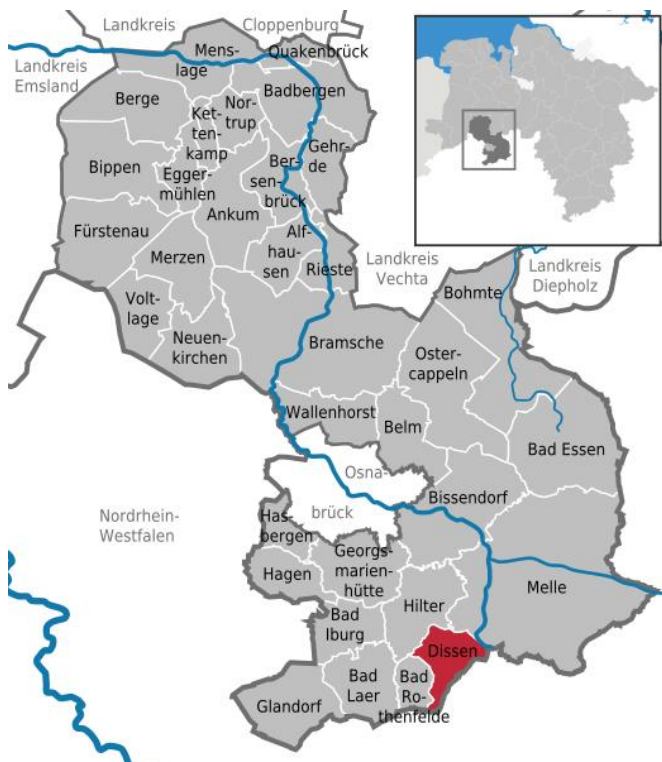 Landkreis
Cloppenburg
Landkreis
Emsland
Mens-
lage
Quakenbrück
Berge
Badbergen
Nor-
trup
Ket-
ten-
kamp
Gehr-
de
Bippen
Ber-
sen-
brück
Egger-
mühlen
Ankum
Fürstenau
Alf-
hau-
sen
Merzen
Rieste
Landkreis
Vechta
Landkreis
Diepholz
Bohmte
Volt-
lage
Neuen-
kirchen
Bramsche
Oster-
cappeln
Wallenhorst
Belm
Bad Essen
Osna-
brück
Bissendorf
Nordrhein-
Westfalen
Has-
bergen
Georgs-
marien-
hütte
Hagen
Melle
Hilter
Bad
Iburg
Dissen
Bad
Laer
Bad
Ro-
thenfelde
Glandorf